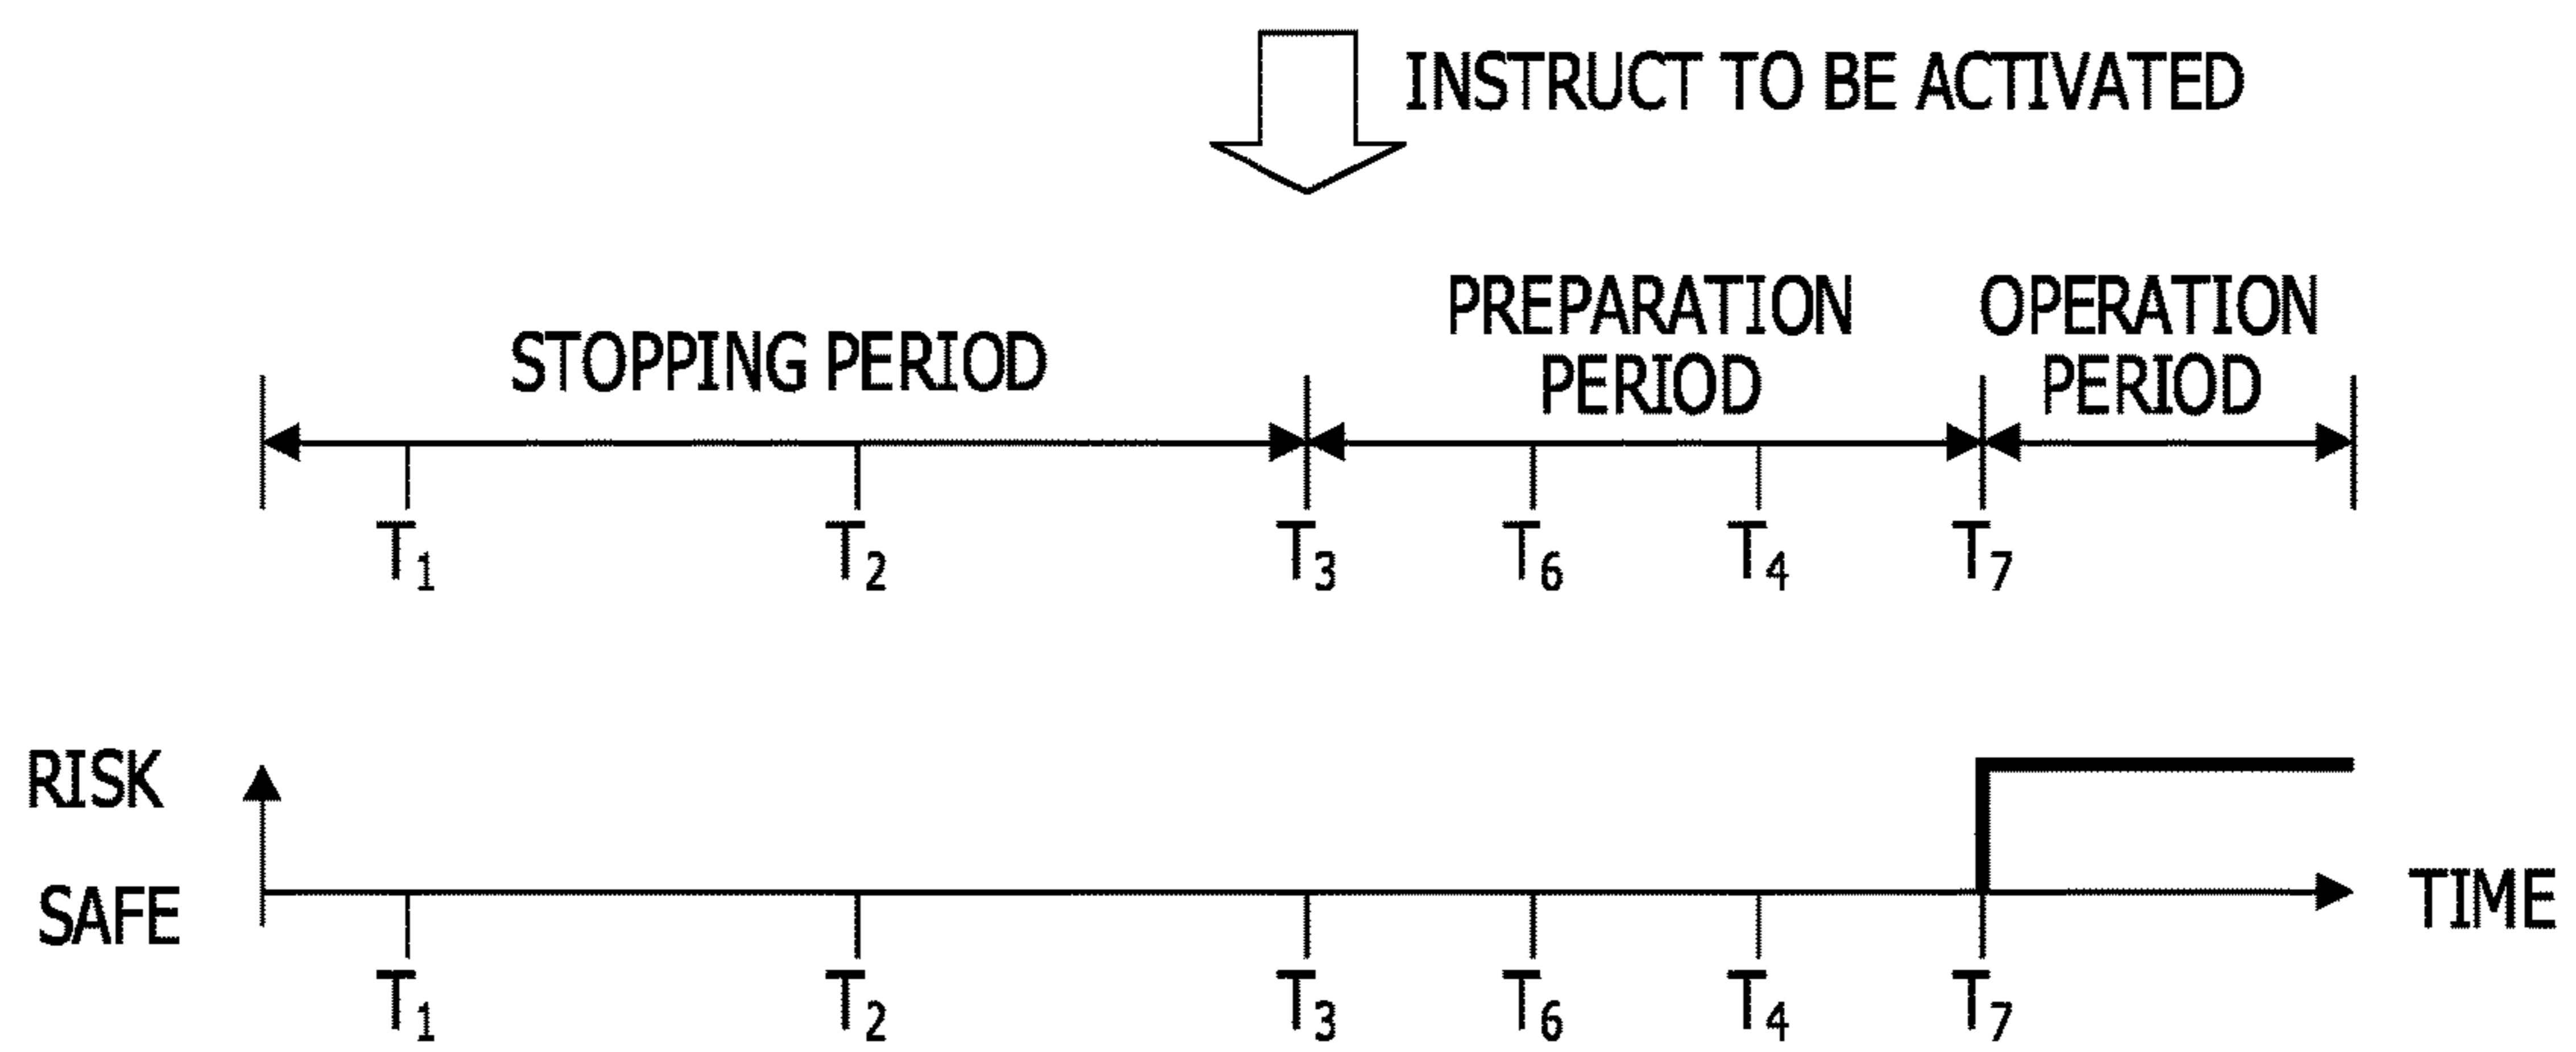 INSTRUCT TO BE ACTIVATED
STOPPING PERIOD
PREPARATION
PERIOD
OPERATION
PERIOD
T1 T2 T3 T6 T4 T7
RISK
SAFE
TIME
T1 T2 T3 T6 T4 T7